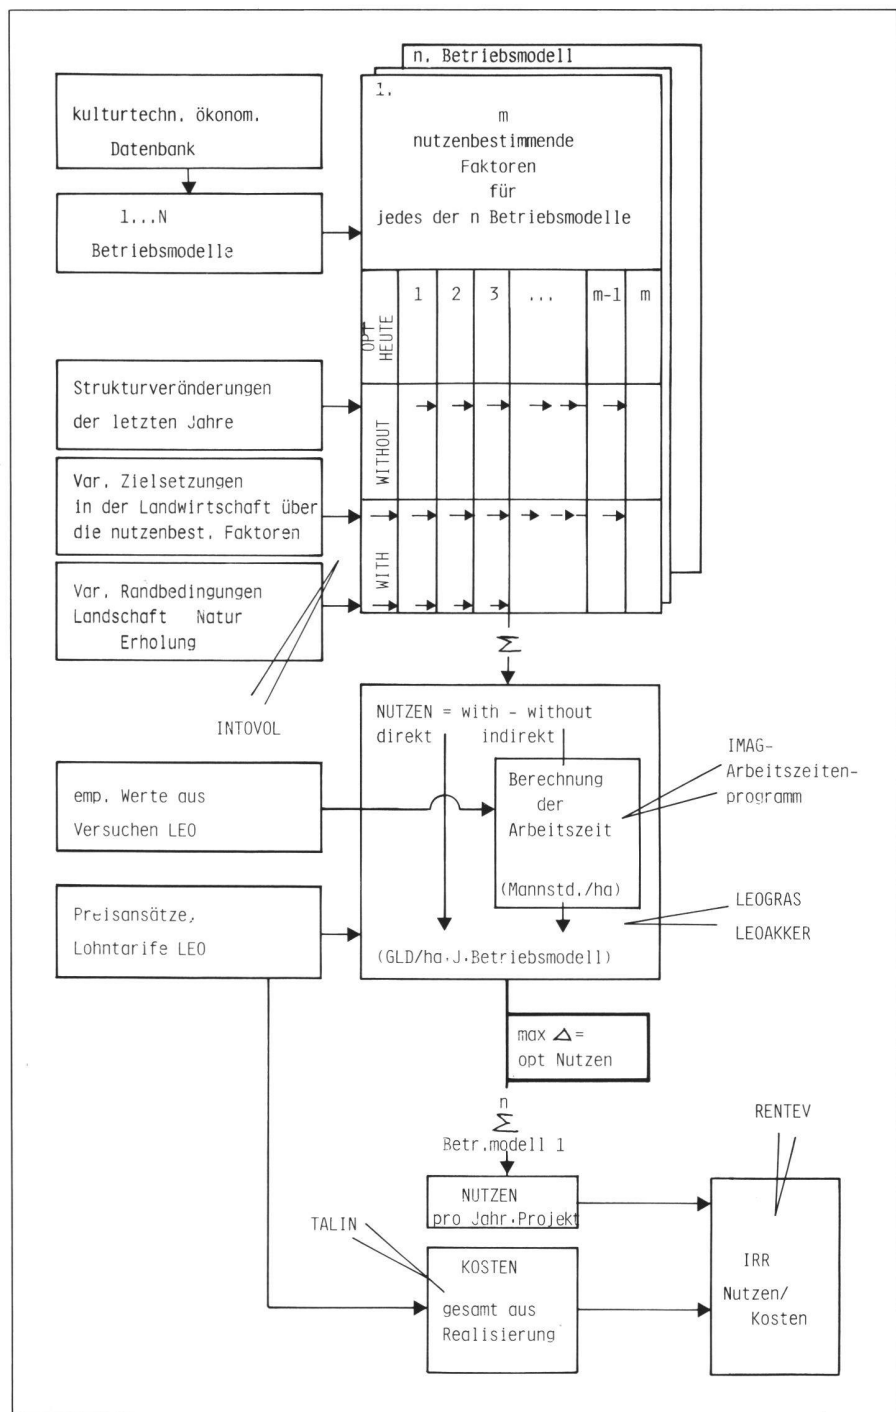 n. Betriebsmodell
kulturtechn. ökonom.
Datenbank
1...N
Betriebsmodelle
1.
m
nutzenbestimmende
Faktoren
für
jedes der n Betriebsmodelle
OPT
HEUTE
1 2 3 ... m-1 m
Strukturveränderungen
der letzten Jahre
WITHOUT
Var. Zielsetzungen
in der Landwirtschaft über
die nutzenbest. Faktoren
WITH
Var. Randbedingungen
Landschaft Natur
Erholung
Σ
INTOVOL
NUTZEN = with - without
direkt indirekt
emp. Werte aus
Versuchen LEO
Berechnung
der
Arbeitszeit
(Mannstd./ha)
IMAG-
Arbeitszeiten-
programm
Preisansätze,
Lohntarife LEO
LEOGRAS
LEOAKKER
(GLD/ha.J.Betriebsmodell)
max Δ =
opt Nutzen
n
Σ
Betr.modell 1
RENTEV
NUTZEN
pro Jahr.Projekt
TALIN
KOSTEN
gesamt aus
Realisierung
IRR
Nutzen/
Kosten